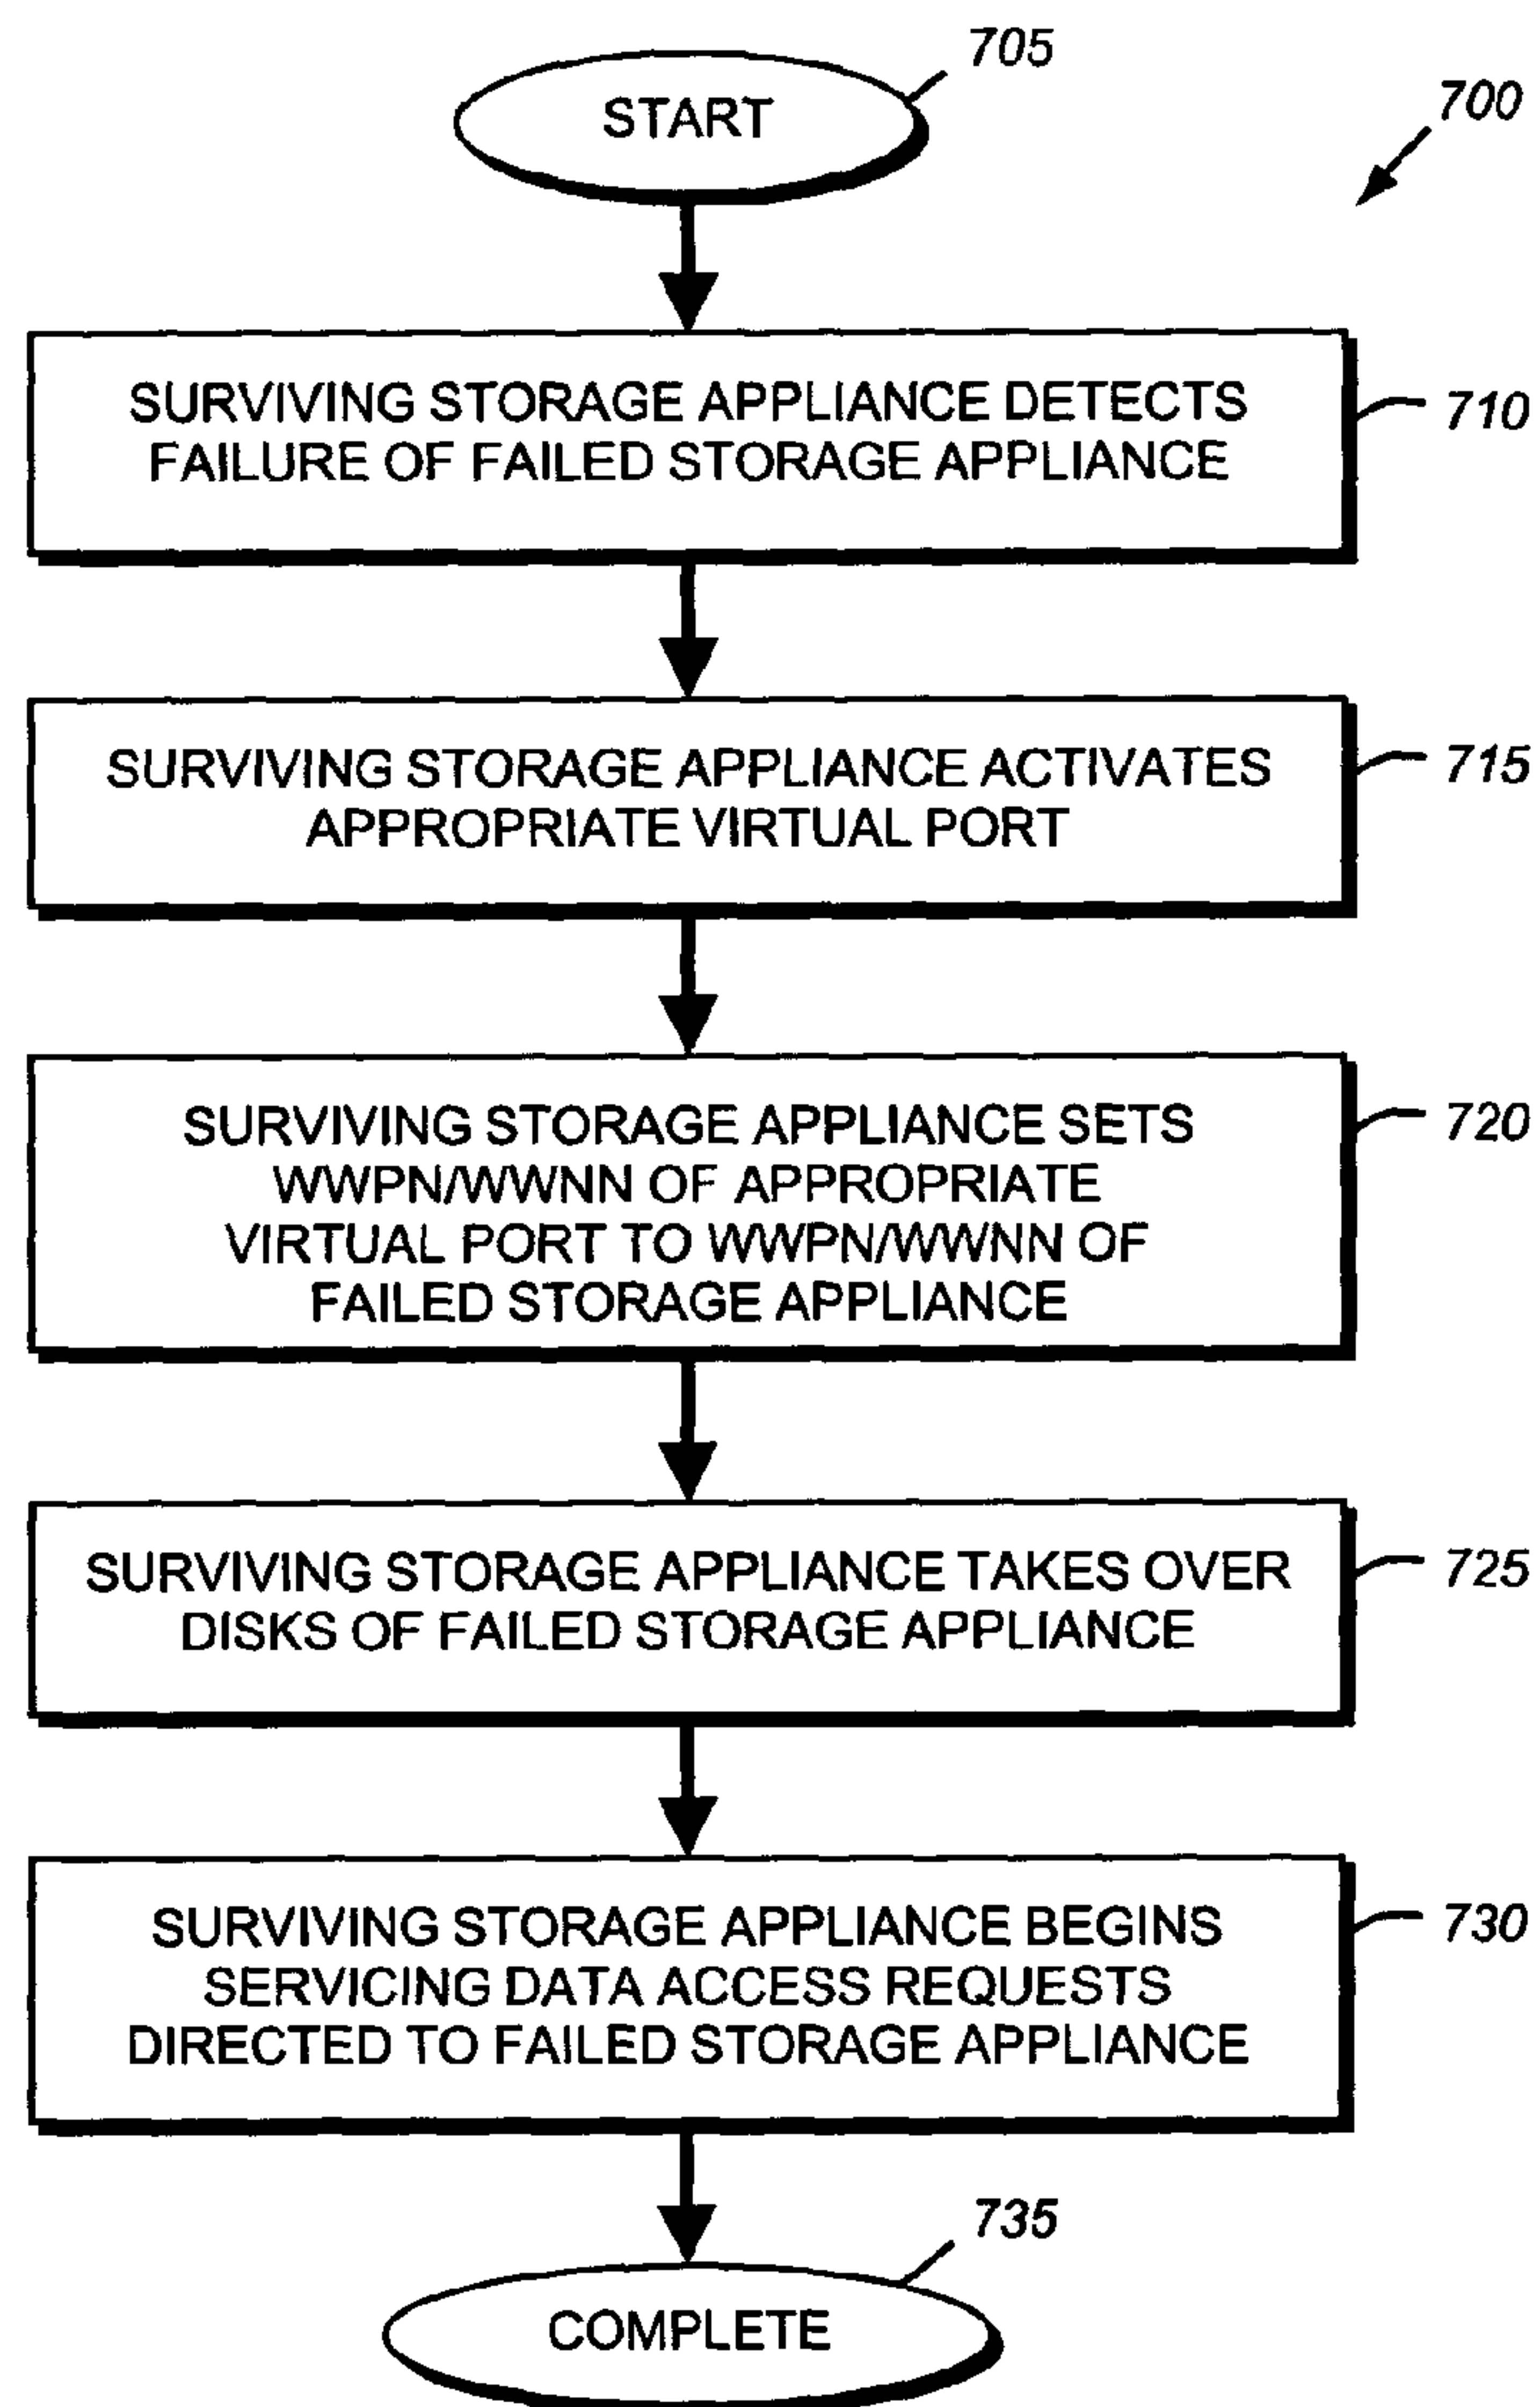 705
START
700
SURVIVING STORAGE APPLIANCE DETECTS
FAILURE OF FAILED STORAGE APPLIANCE
710
SURVIVING STORAGE APPLIANCE ACTIVATES
APPROPRIATE VIRTUAL PORT
715
SURVIVING STORAGE APPLIANCE SETS
WWPN/WWNN OF APPROPRIATE
VIRTUAL PORT TO WWPN/WWNN OF
FAILED STORAGE APPLIANCE
720
SURVIVING STORAGE APPLIANCE TAKES OVER
DISKS OF FAILED STORAGE APPLIANCE
725
SURVIVING STORAGE APPLIANCE BEGINS
SERVICING DATA ACCESS REQUESTS
DIRECTED TO FAILED STORAGE APPLIANCE
730
735
COMPLETE